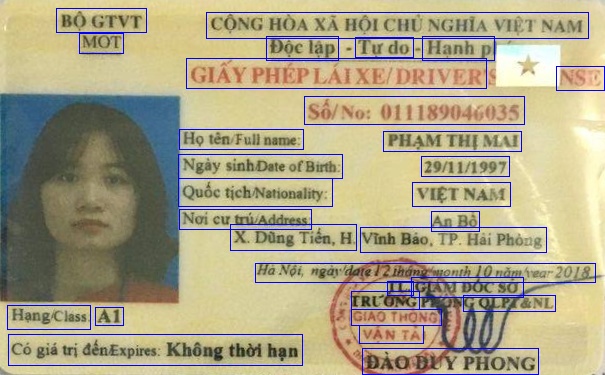 BỘ GTVT
MOT
CỘNG HÒA XÃ HỘI CHỦ NGHĨA VIỆT NAM
Độc lập - Tự do - Hạnh
GIẤY PHÉP LÁI XE/DRIVER'S NSE
Số/No: 011189046035
Họ tên/Full name: PHẠM THỊ MAI
Ngày sinh/Date of Birth: 29/11/1997
Quốc tịch/Nationality: VIỆT NAM
Nơi cư trú/Address: An Bồ
X. Dũng Tiến, H. Vĩnh Bảo, TP. Hải Phòng
Hà Nội, ngày/date 12 tháng/month 10 năm/year 2018
TL. GIÁM ĐỐC SỞ
TRƯỞNG PHÒNG QLPT&NL
GIAO THÔNG
VẬN TẢI
Hạng/Class: A1
Có giá trị đến/Expires: Không thời hạn
ĐÀO DUY PHONG